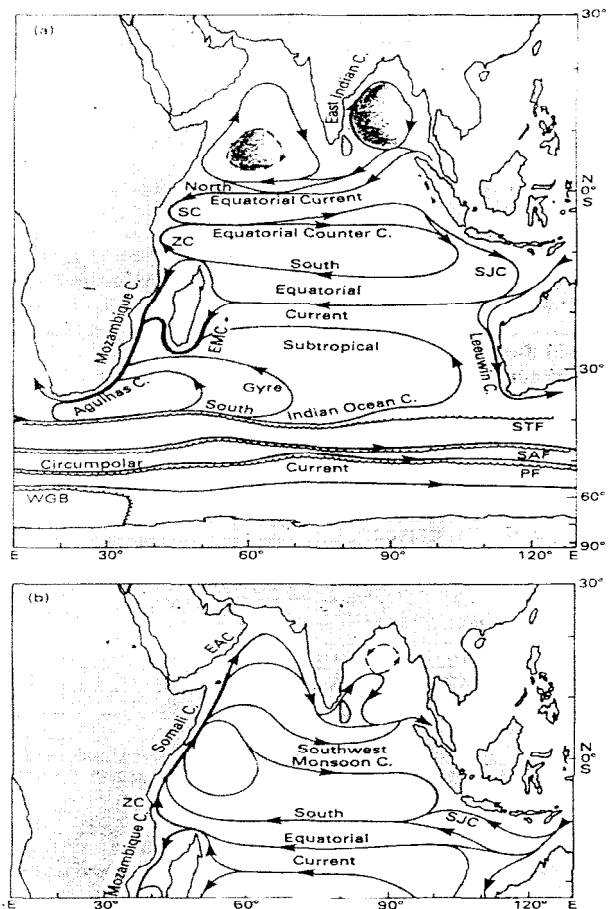 (a)
30°
East Indian C.
North
N
S
0°
Equatorial Current
SC
Equatorial Counter C.
ZC
South
SJC
Mozambique C.
Equatorial
Current
EMC
Leeuwin C.
Subtropical
30°
Agulhas C.
Gyre
South
Indian Ocean C.
STF
SAF
Circumpolar
Current
PF
WGB
60°
90°
E
30°
60°
90°
120°
E
(b)
EAC
Somali C.
Southwest
Monsoon C.
N
S
0°
ZC
South
SJC
Mozambique C.
Equatorial
Current
E
30°
60°
90°
120°
E